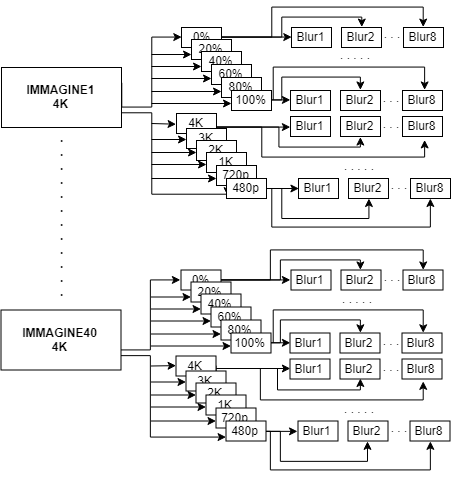 0% Blur1 Blur2 . . . Blur8
20%
40%
60%
80%
100% Blur1 Blur2 . . . Blur8
IMMAGINE1
4K
4K Blur1 Blur2 . . . Blur8
3K
2K
1K
720p
480p Blur1 Blur2 . . . Blur8
0% Blur1 Blur2 . . . Blur8
20%
40%
60%
80%
100% Blur1 Blur2 . . . Blur8
IMMAGINE40
4K
4K Blur1 Blur2 . . . Blur8
3K
2K
1K
720p
480p Blur1 Blur2 . . . Blur8